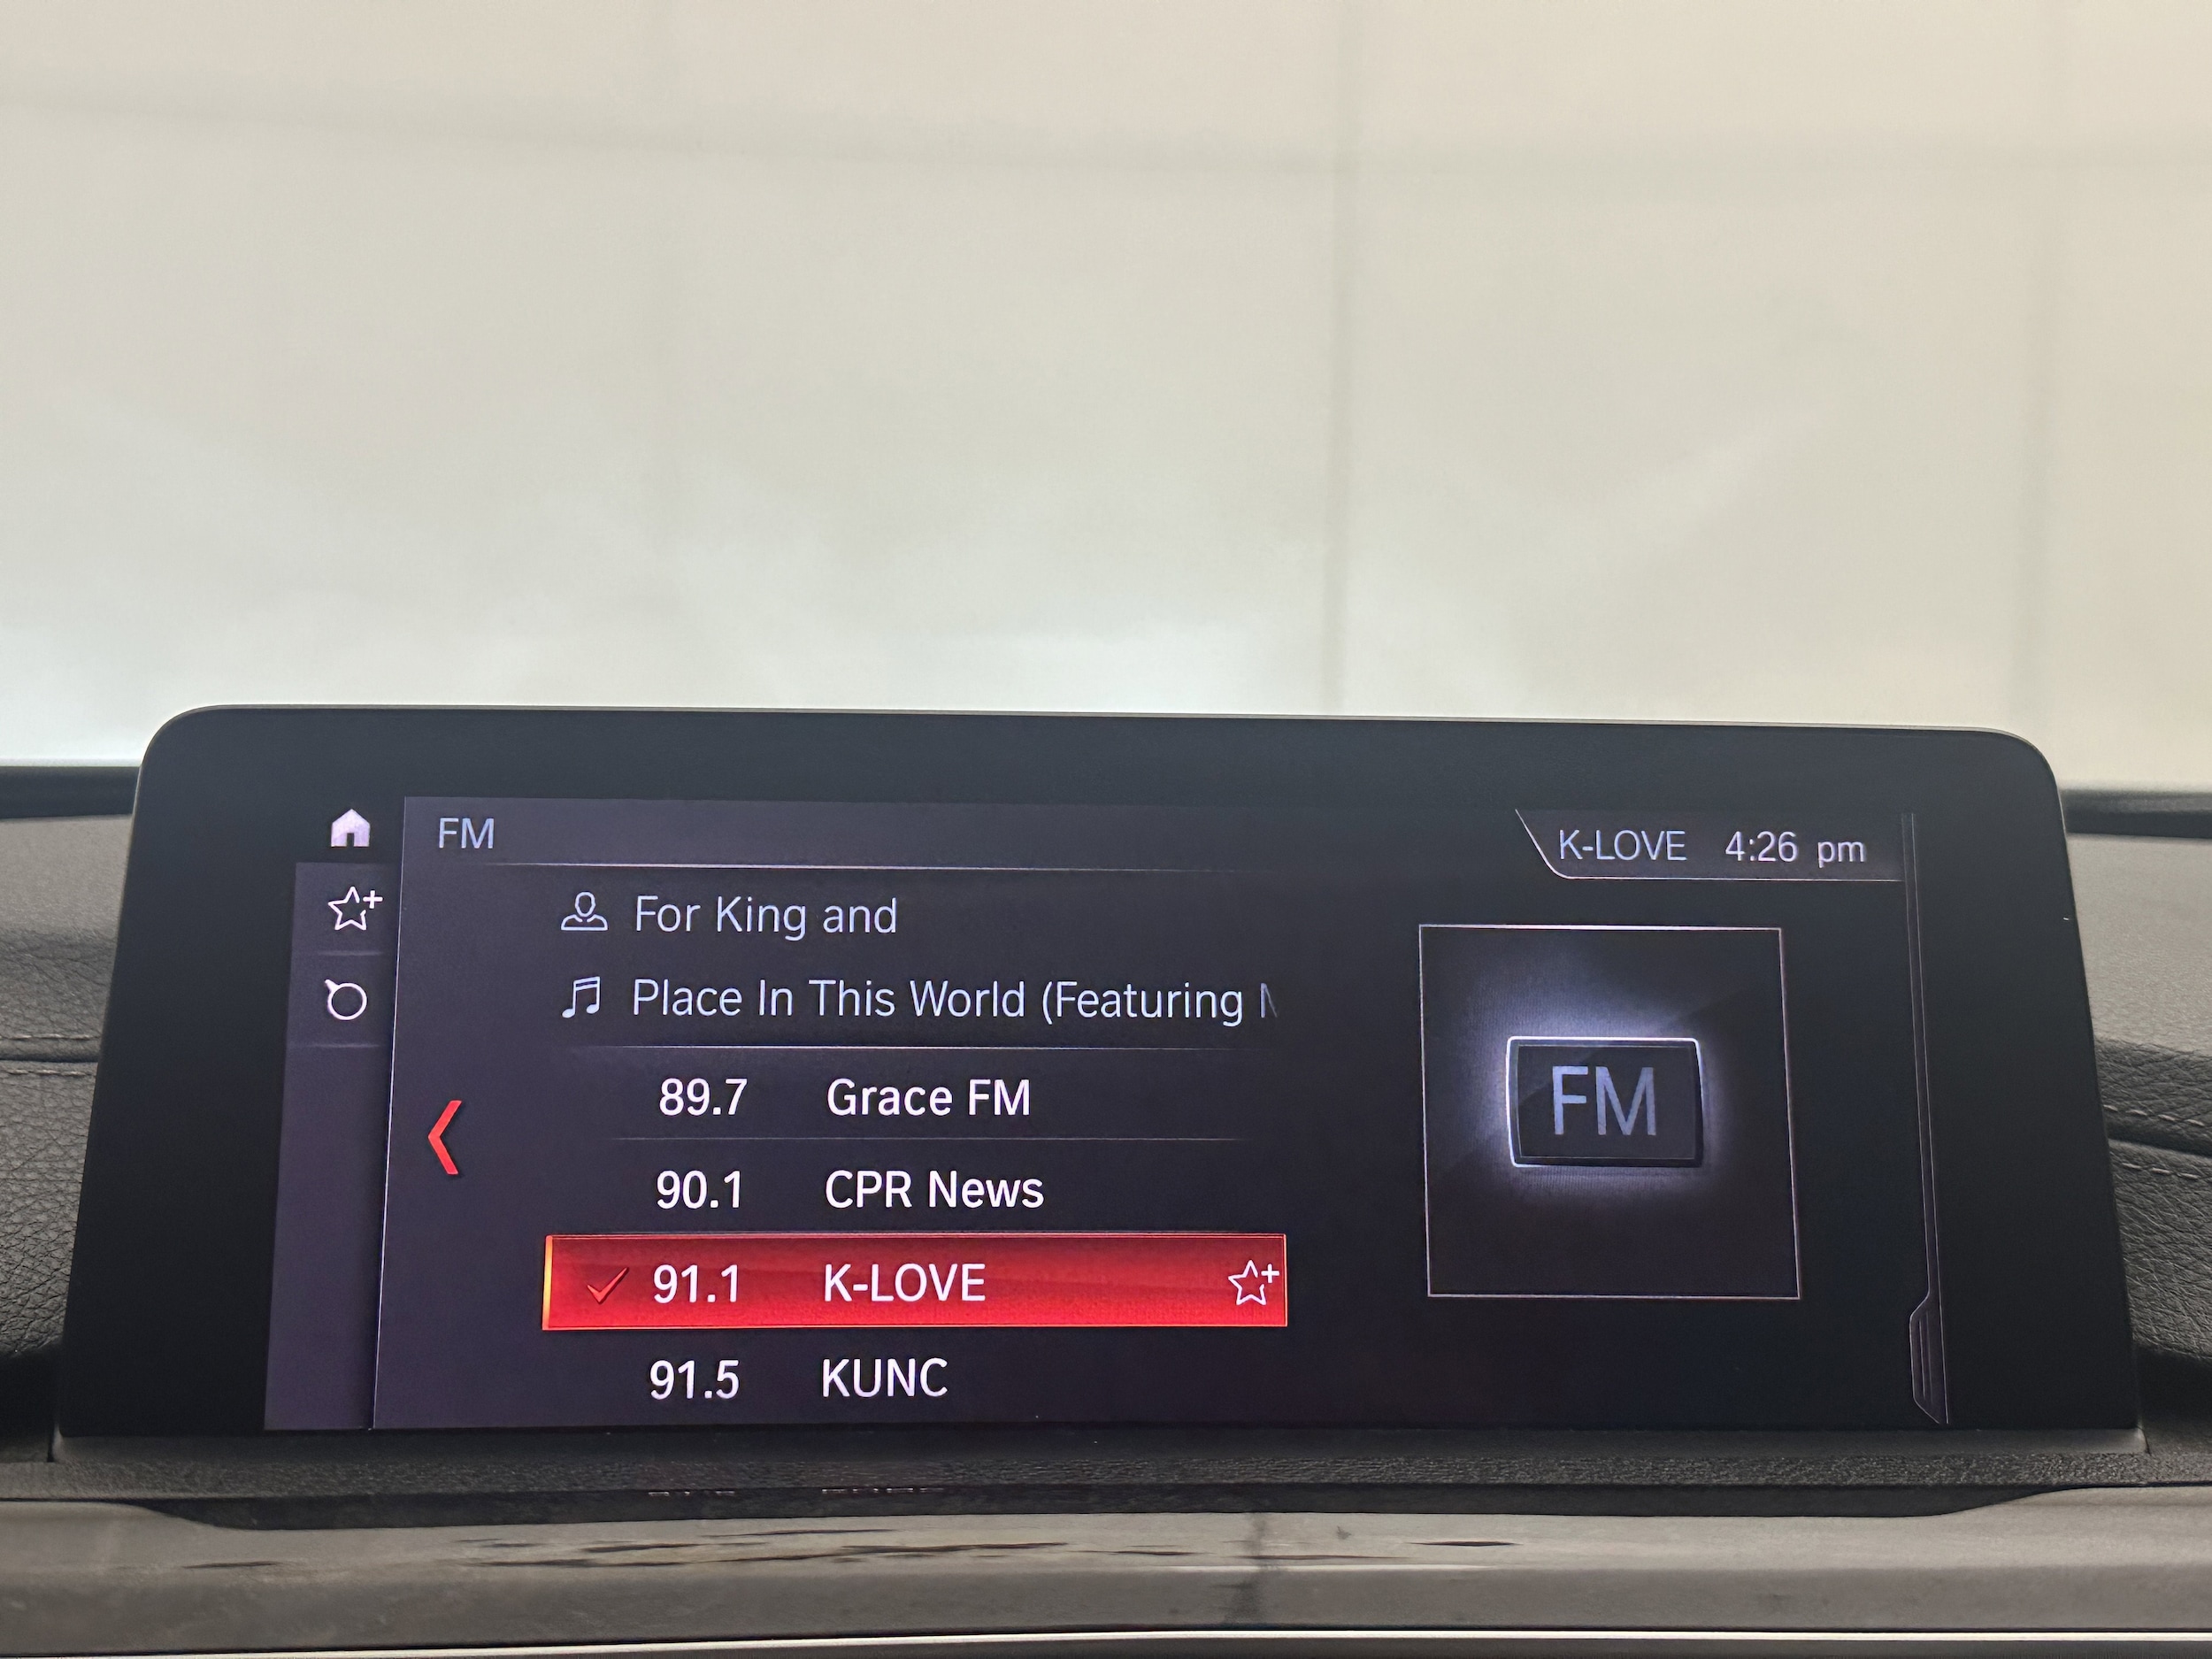 FM
K-LOVE 4:26 pm
For King and
Place In This World (Featuring
89.7 Grace FM
90.1 CPR News
91.1 K-LOVE
91.5 KUNC
FM